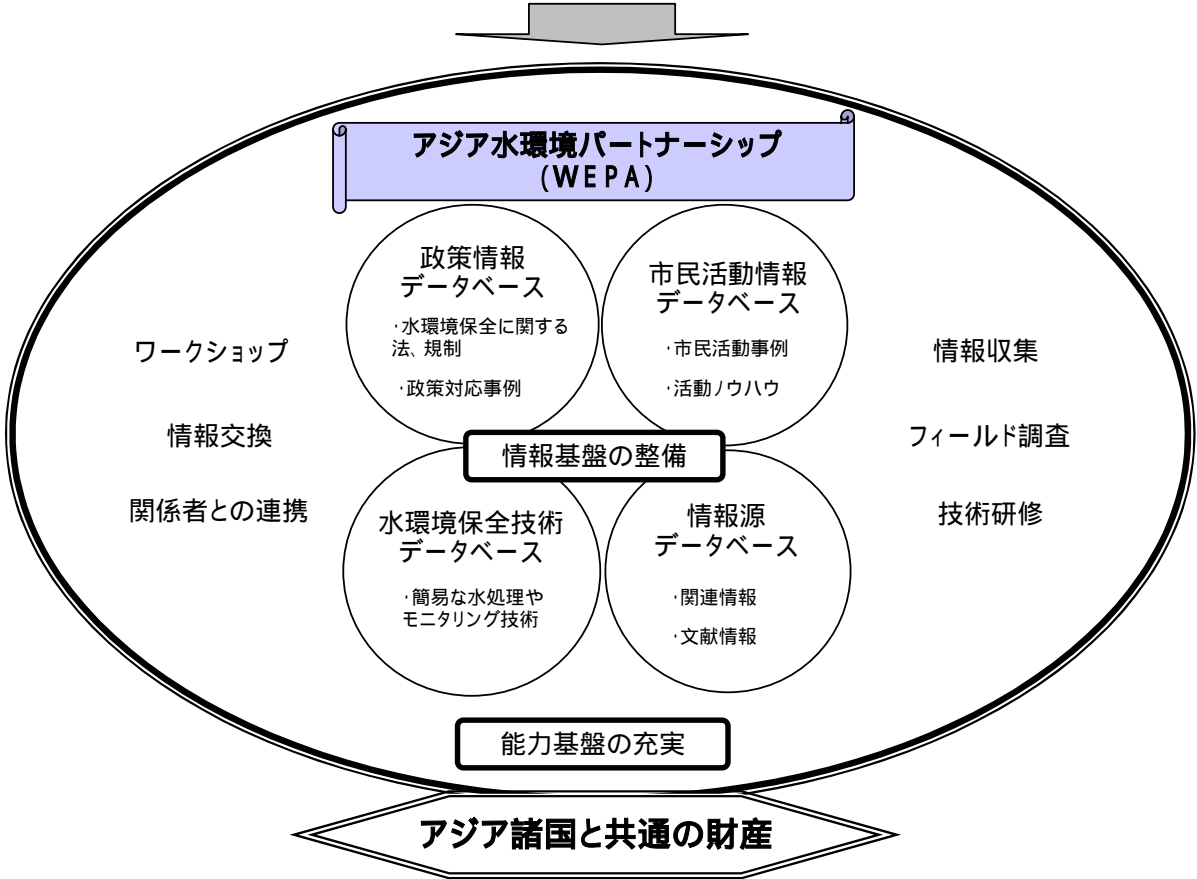 アジア水環境パートナーシップ
(WEPA)
政策情報
データベース
・水環境保全に関する
法、規制
・政策対応事例
市民活動情報
データベース
・市民活動事例
・活動ノウハウ
ワークショップ
情報交換
関係者との連携
情報収集
フィールド調査
技術研修
情報基盤の整備
水環境保全技術
データベース
・簡易な水処理や
モニタリング技術
情報源
データベース
・関連情報
・文献情報
能力基盤の充実
アジア諸国と共通の財産